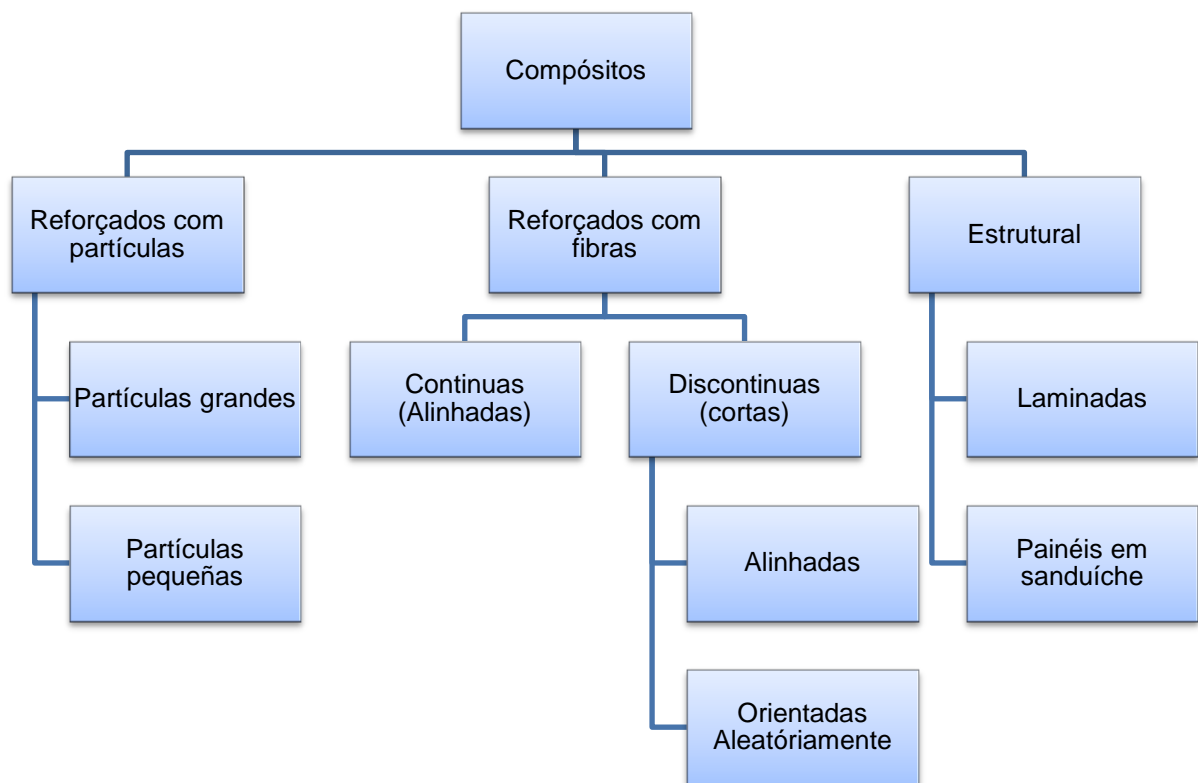 Compósitos
Reforçados com
partículas
Partículas grandes
Partículas
pequeñas
Reforçados com
fibras
Continuas
(Alinhadas)
Discontinuas
(cortas)
Alinhadas
Orientadas
Aleatóriamente
Estrutural
Laminadas
Painéis em
sanduíche